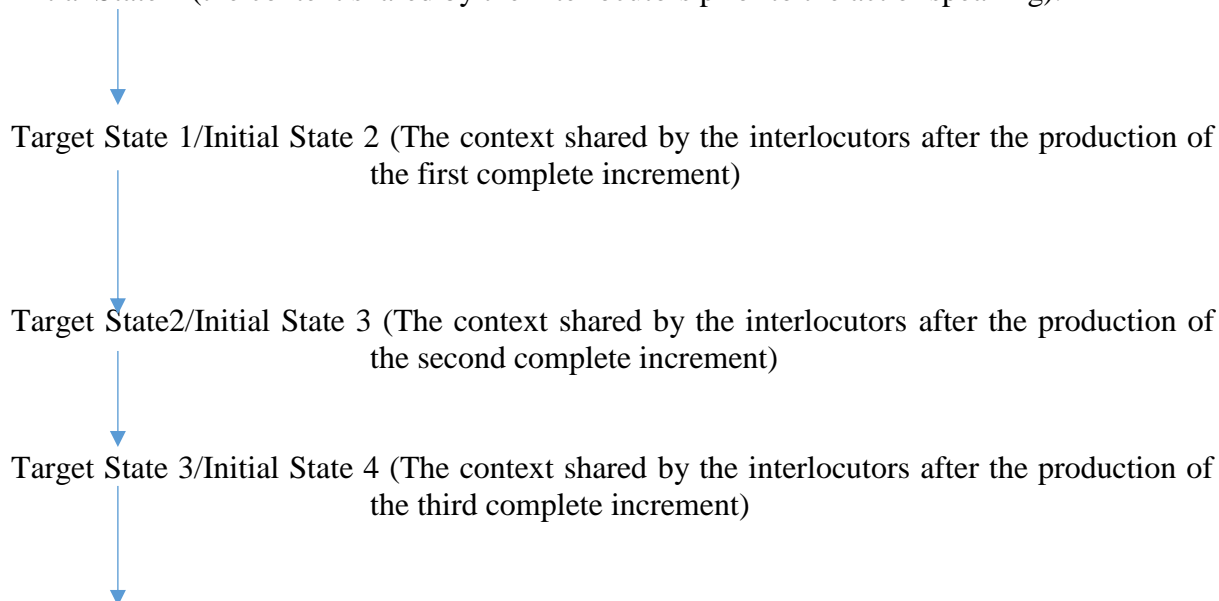 Target State 1/Initial State 2 (The context shared by the interlocutors after the production of
the first complete increment)
Target State2/Initial State 3 (The context shared by the interlocutors after the production of
the second complete increment)
Target State 3/Initial State 4 (The context shared by the interlocutors after the production of
the third complete increment)